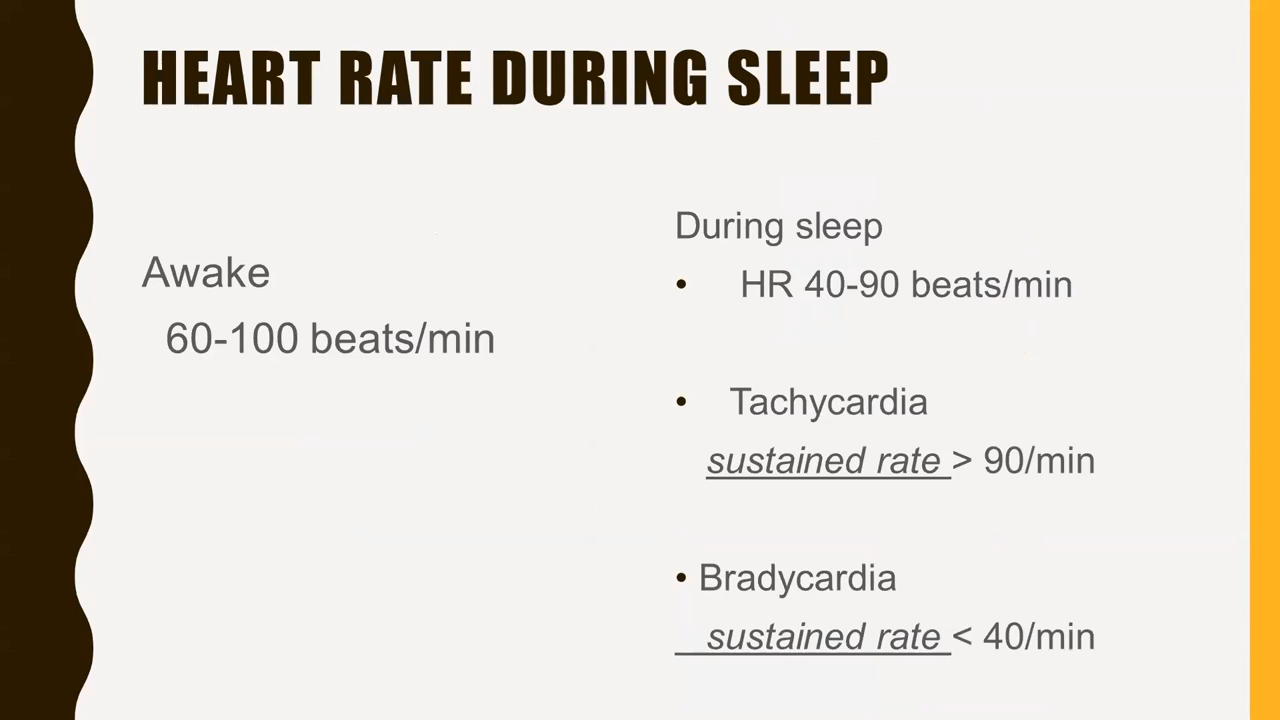 HEART RATE DURING SLEEP
Awake
60-100 beats/min
During sleep
• HR 40-90 beats/min
• Tachycardia
sustained rate > 90/min
• Bradycardia
sustained rate < 40/min